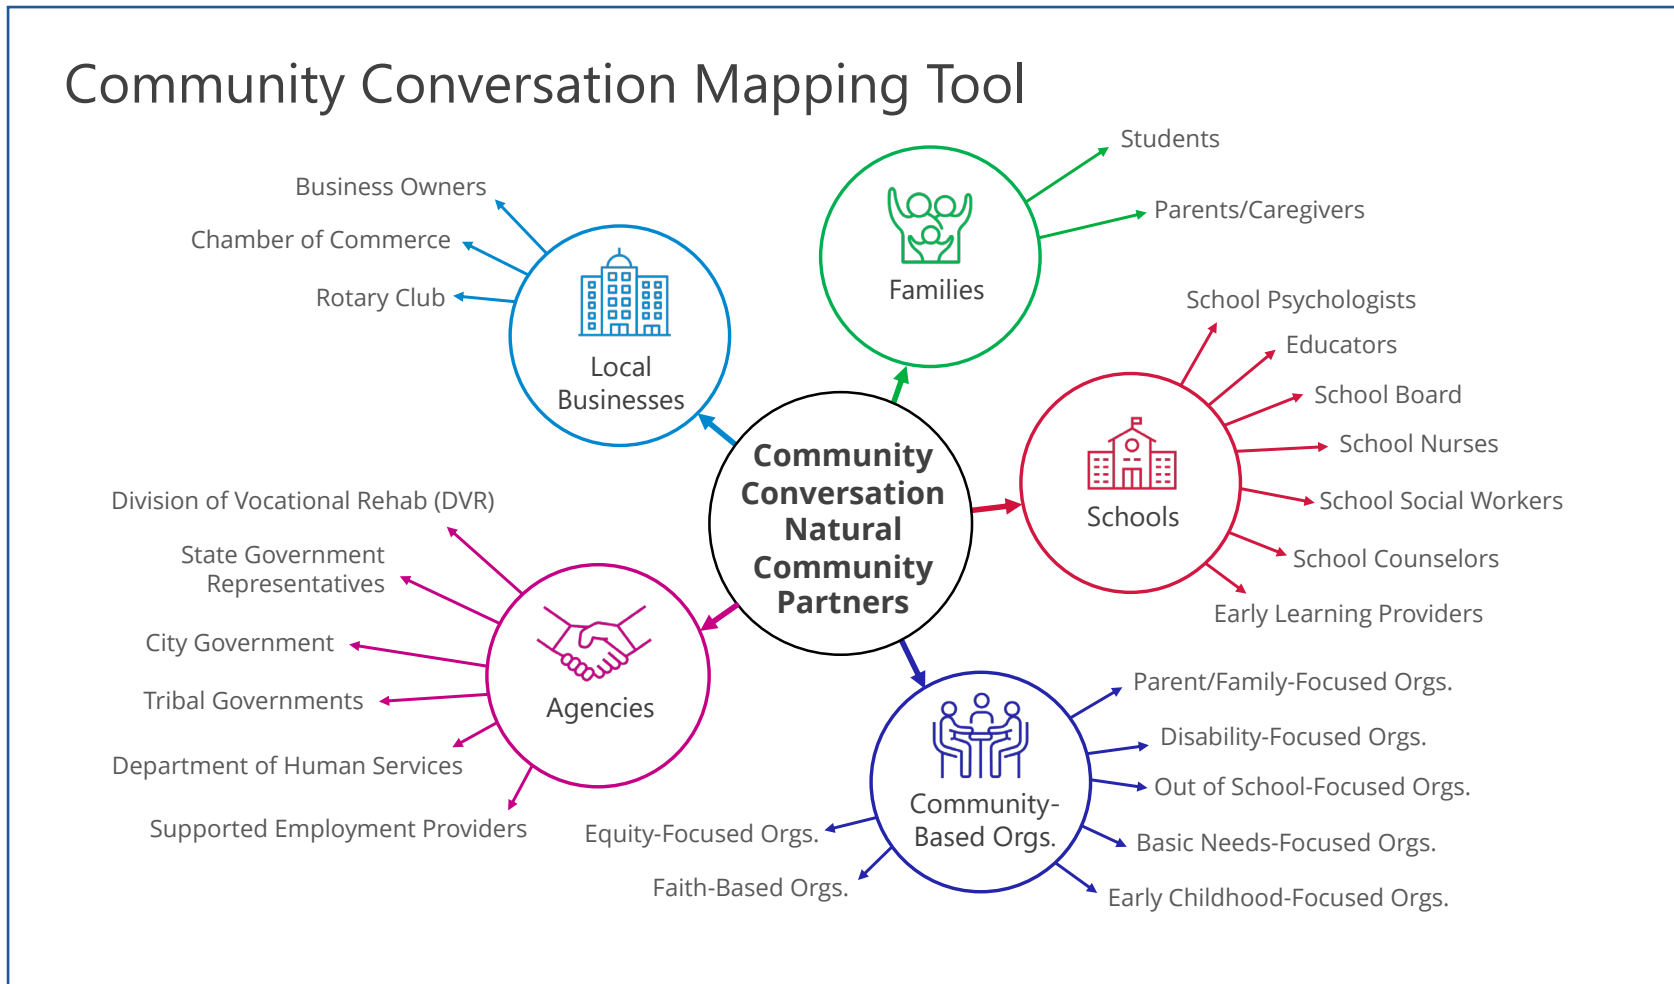 Community Conversation Mapping Tool
Business Owners
Chamber of Commerce
Rotary Club
Local
Businesses
Families
Students
Parents/Caregivers
School Psychologists
Educators
School Board
School Nurses
School Social Workers
School Counselors
Early Learning Providers
Schools
Community
Conversation
Natural
Community
Partners
Division of Vocational Rehab (DVR)
State Government
Representatives
City Government
Tribal Governments
Department of Human Services
Supported Employment Providers
Agencies
Community-
Based Orgs.
Parent/Family-Focused Orgs.
Disability-Focused Orgs.
Out of School-Focused Orgs.
Basic Needs-Focused Orgs.
Early Childhood-Focused Orgs.
Equity-Focused Orgs.
Faith-Based Orgs.